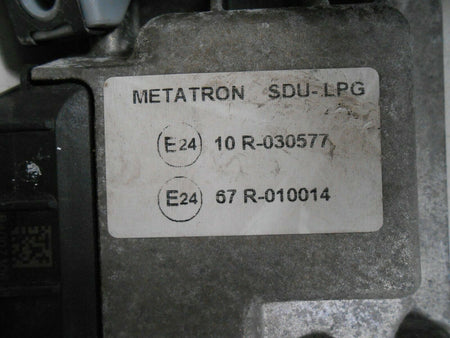 METATRON SDU-LPG
E24 10 R-030577
E24 67 R-010014